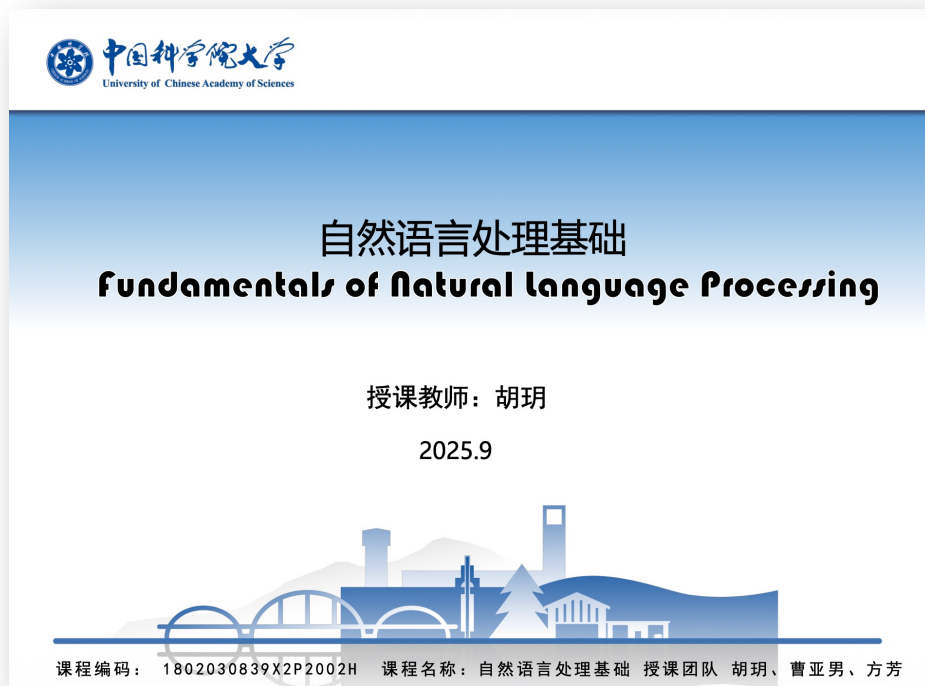 中国科学院大学
University of Chinese Academy of Sciences
自然语言处理基础
Fundamentals of Natural Language Processing
授课教师：胡玥
2025.9
课程编码： 1802030839X2P2002H 课程名称：自然语言处理基础 授课团队 胡玥、曹亚男、方芳